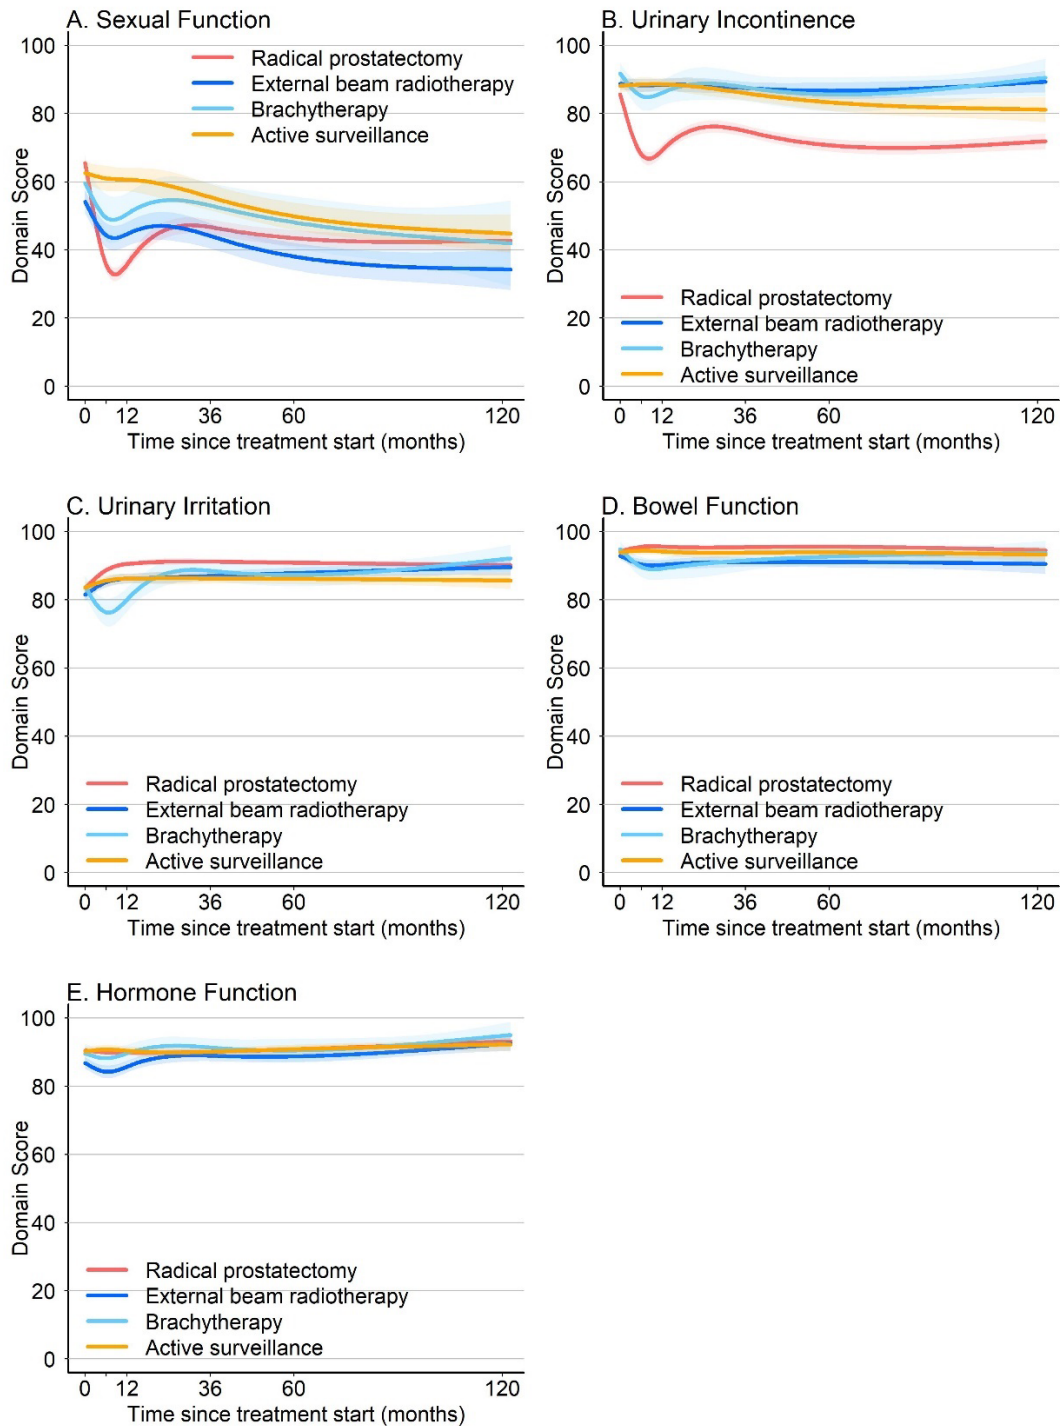 A. Sexual Function
100
80
60
40
20
0
Domain Score
Radical prostatectomy
External beam radiotherapy
Brachytherapy
Active surveillance
0 12 36 60 120
Time since treatment start (months)
B. Urinary Incontinence
100
80
60
40
20
0
Domain Score
Radical prostatectomy
External beam radiotherapy
Brachytherapy
Active surveillance
0 12 36 60 120
Time since treatment start (months)
C. Urinary Irritation
100
80
60
40
20
0
Domain Score
Radical prostatectomy
External beam radiotherapy
Brachytherapy
Active surveillance
0 12 36 60 120
Time since treatment start (months)
D. Bowel Function
100
80
60
40
20
0
Domain Score
Radical prostatectomy
External beam radiotherapy
Brachytherapy
Active surveillance
0 12 36 60 120
Time since treatment start (months)
E. Hormone Function
100
80
60
40
20
0
Domain Score
Radical prostatectomy
External beam radiotherapy
Brachytherapy
Active surveillance
0 12 36 60 120
Time since treatment start (months)